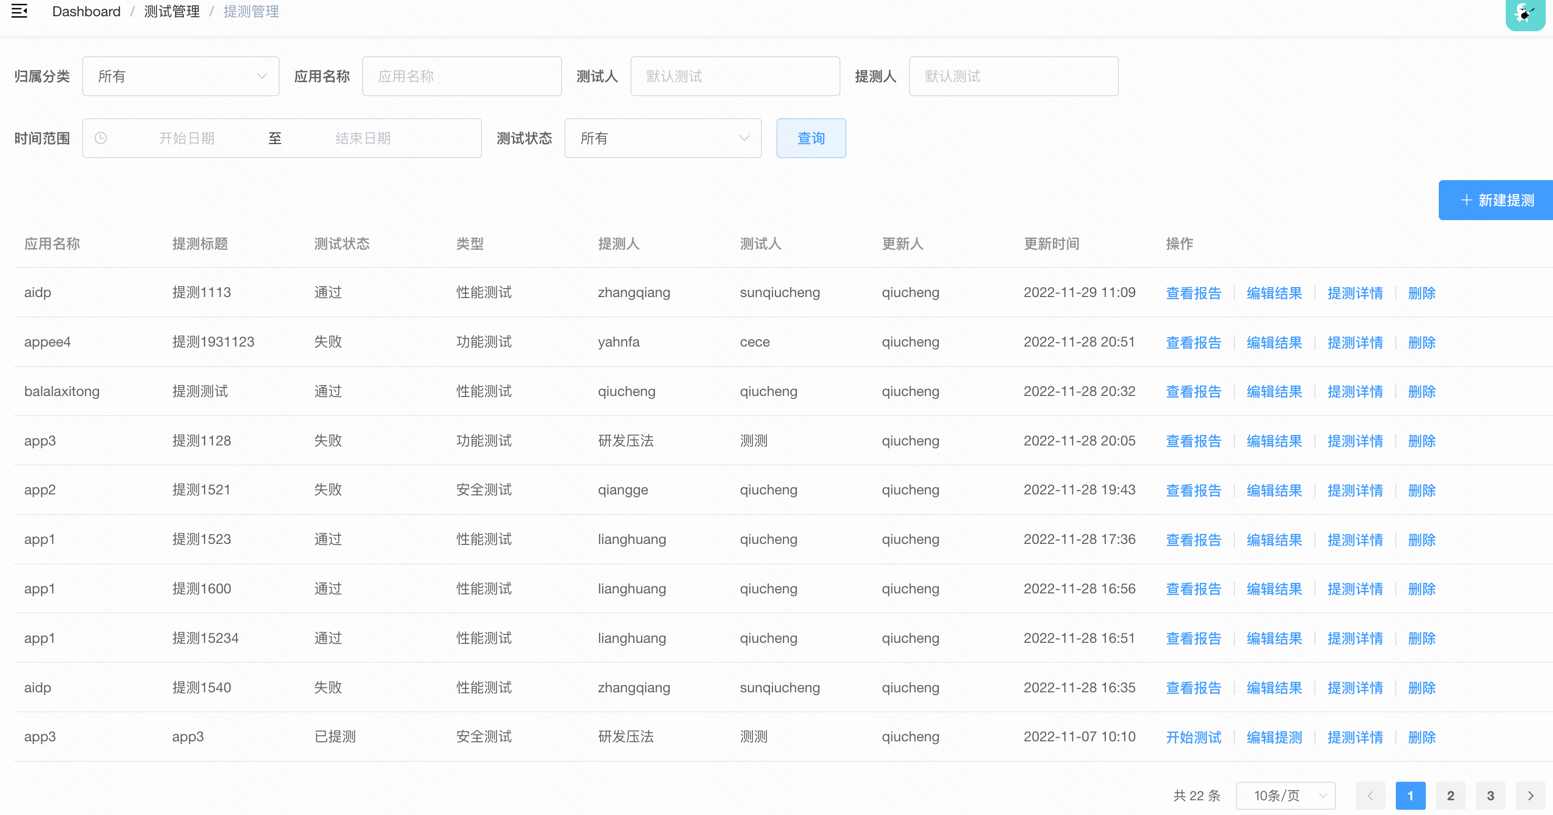 Dashboard / 测试管理 / 提测管理
归属分类 所有 应用名称 应用名称 测试人 默认测试 提测人 默认测试
时间范围 开始日期 至 结束日期 测试状态 所有 查询
+ 新建提测
应用名称 提测标题 测试状态 类型 提测人 测试人 更新人 更新时间 操作
aidp 提测1113 通过 性能测试 zhangqiang sunqiucheng qiucheng 2022-11-29 11:09 查看报告 编辑结果 提测详情 删除
appee4 提测1931123 失败 功能测试 yahnfa cece qiucheng 2022-11-28 20:51 查看报告 编辑结果 提测详情 删除
balalaxitong 提测测试 通过 性能测试 qiucheng qiucheng qiucheng 2022-11-28 20:32 查看报告 编辑结果 提测详情 删除
app3 提测1128 失败 功能测试 研发压法 测测 qiucheng 2022-11-28 20:05 查看报告 编辑结果 提测详情 删除
app2 提测1521 失败 安全测试 qiangge qiucheng qiucheng 2022-11-28 19:43 查看报告 编辑结果 提测详情 删除
app1 提测1523 通过 性能测试 lianghuang qiucheng qiucheng 2022-11-28 17:36 查看报告 编辑结果 提测详情 删除
app1 提测1600 通过 性能测试 lianghuang qiucheng qiucheng 2022-11-28 16:56 查看报告 编辑结果 提测详情 删除
app1 提测15234 通过 性能测试 lianghuang qiucheng qiucheng 2022-11-28 16:51 查看报告 编辑结果 提测详情 删除
aidp 提测1540 失败 性能测试 zhangqiang sunqiucheng qiucheng 2022-11-28 16:35 查看报告 编辑结果 提测详情 删除
app3 app3 已提测 安全测试 研发压法 测测 qiucheng 2022-11-07 10:10 开始测试 编辑提测 提测详情 删除
共 22 条 10条/页 1 2 3